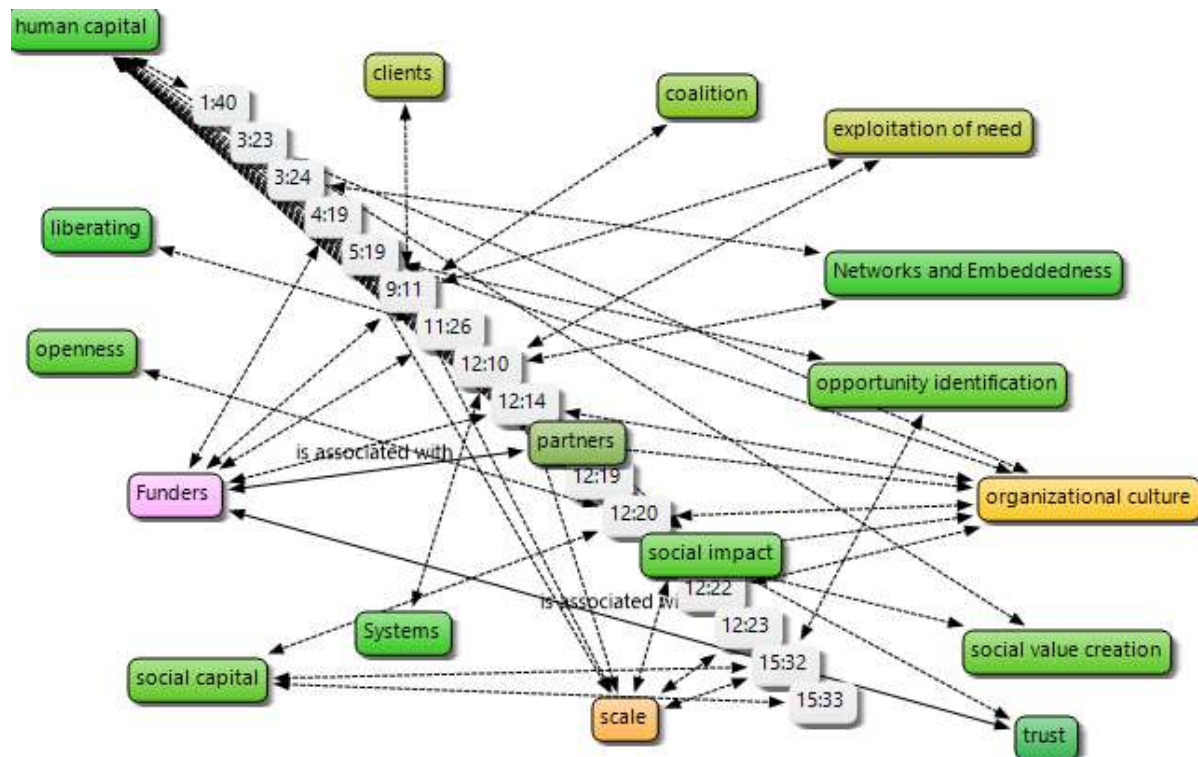 human capital
clients
coalition
1:40
exploitation of need
3:23
3:24
4:19
liberating
5:19
Networks and Embeddedness
9:11
11:26
openness
12:10
opportunity identification
12:14
partners
is associated with
12:19
Funders
organizational culture
12:20
social impact
12:22
is associated wi
12:23
Systems
social value creation
15:32
social capital
15:33
scale
trust